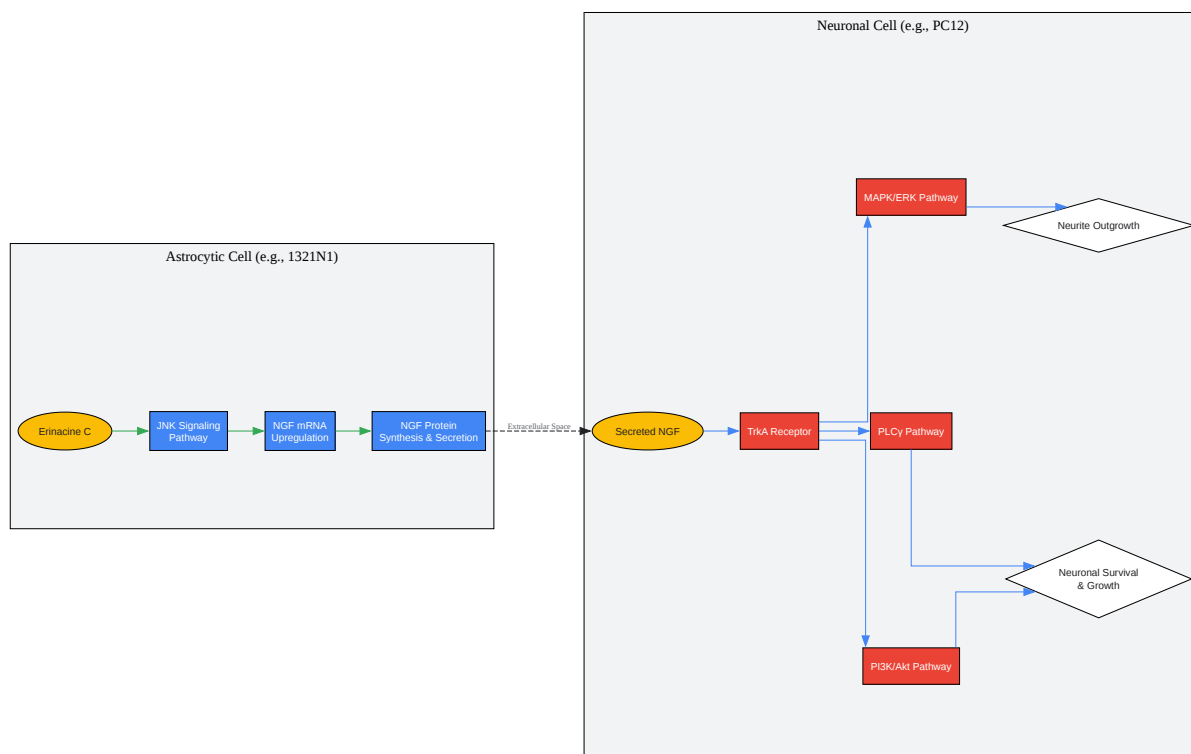 Neuronal Cell (e.g., PC12)
MAPK/ERK Pathway
Neurite Outgrowth
Astrocytic Cell (e.g., 1321N1)
Erinacine C
JNK Signaling
Pathway
NGF mRNA
Upregulation
NGF Protein
Synthesis & Secretion
Extracellular Space
Secreted NGF
TrkA Receptor
PLCγ Pathway
Neuronal Survival
& Growth
PI3K/Akt Pathway